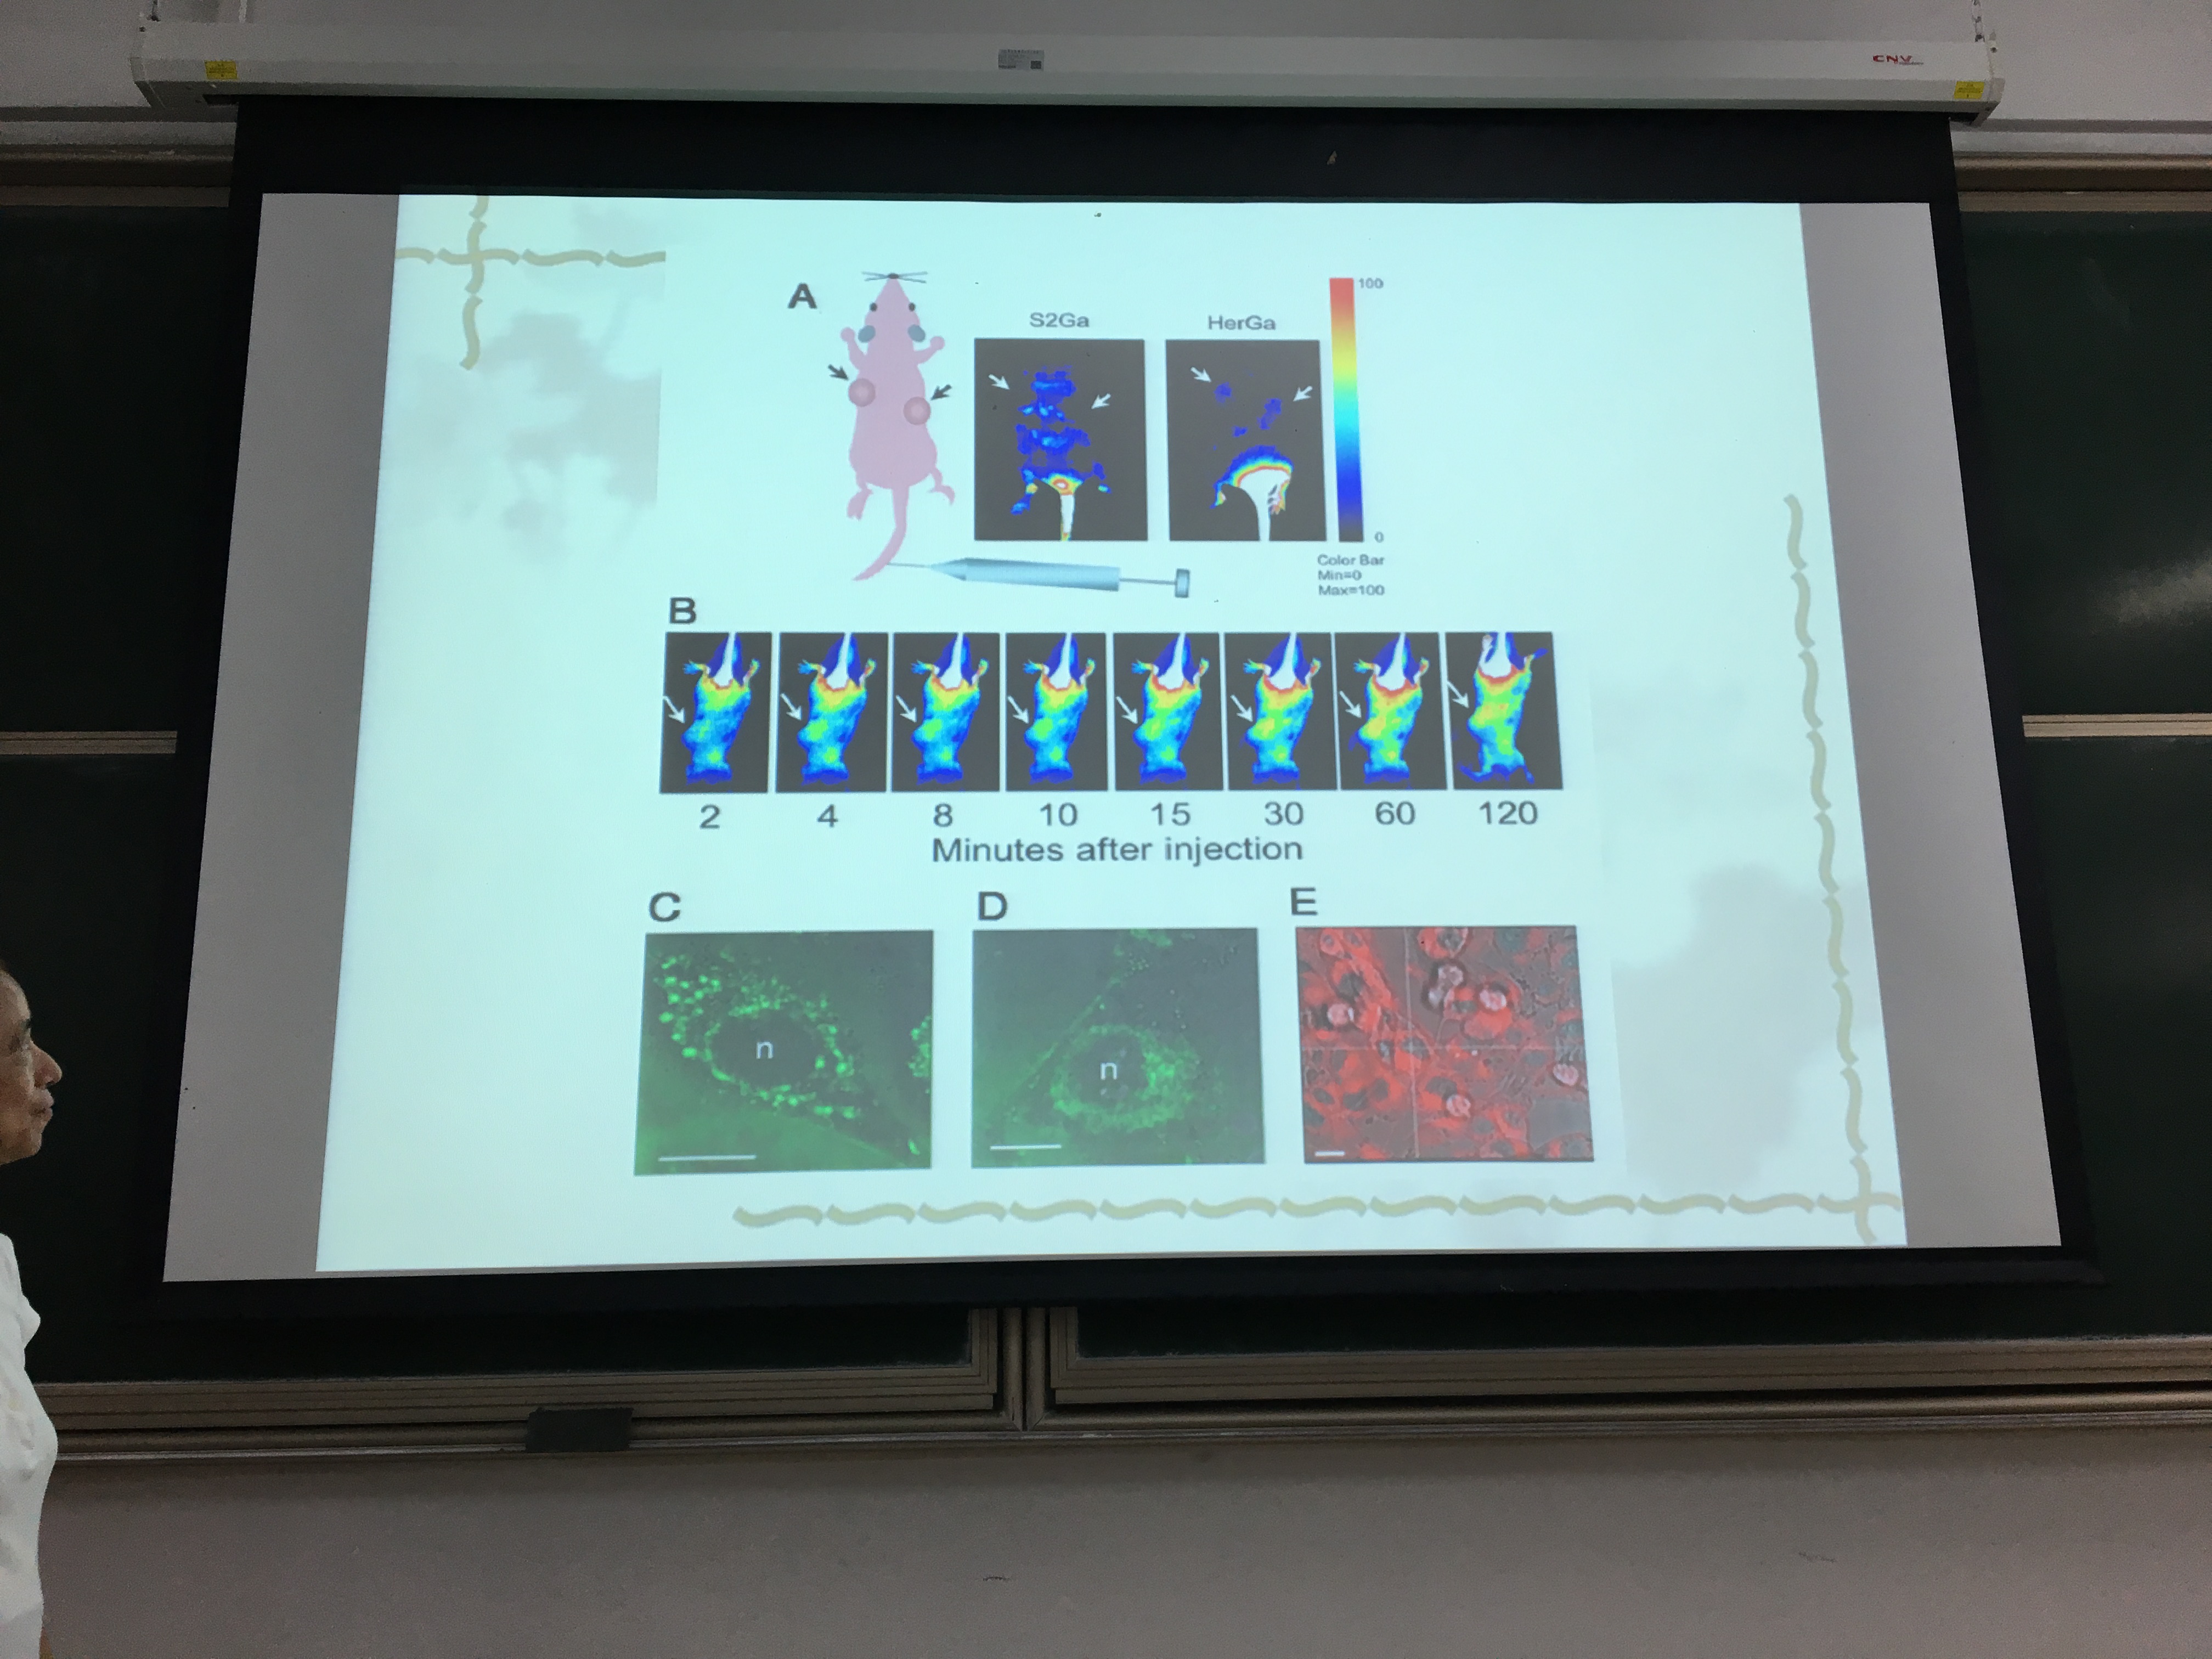 CNV
A
S2Ga
HerGa
100
0
Color Bar
Min=0
Max=100
B
2 4 8 10 15 30 60 120
Minutes after injection
C D E
n n